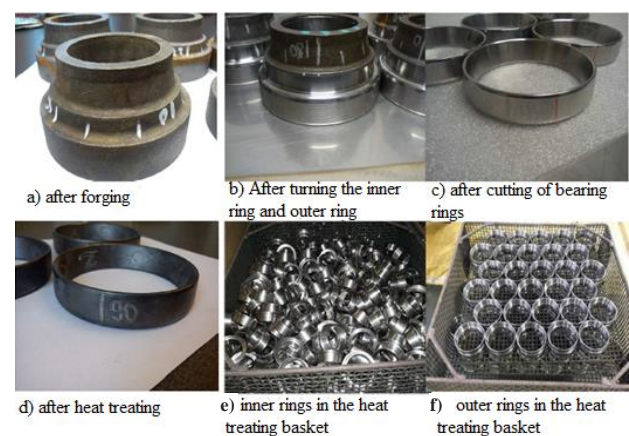 a) after forging
b) After turning the inner
ring and outer ring
c) after cutting of bearing
rings
190
d) after heat treating
e) inner rings in the heat
treating basket
f) outer rings in the heat
treating basket